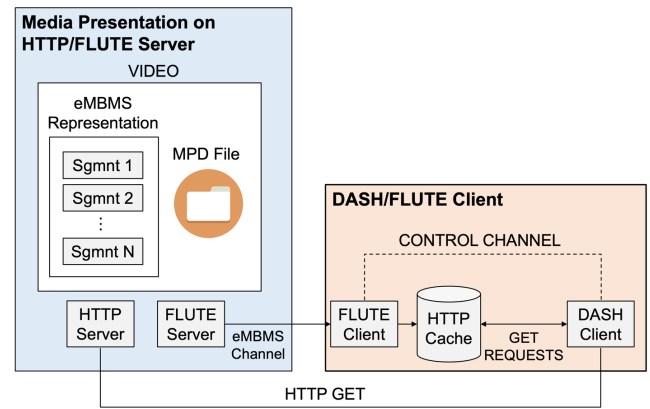 Media Presentation on
HTTP/FLUTE Server
VIDEO
eMBMS
Representation
Sgmnt 1
Sgmnt 2
⋮
Sgmnt N
MPD File
HTTP
Server
FLUTE
Server
eMBMS
Channel
DASH/FLUTE Client
CONTROL CHANNEL
FLUTE
Client
HTTP
Cache
GET
REQUESTS
DASH
Client
HTTP GET